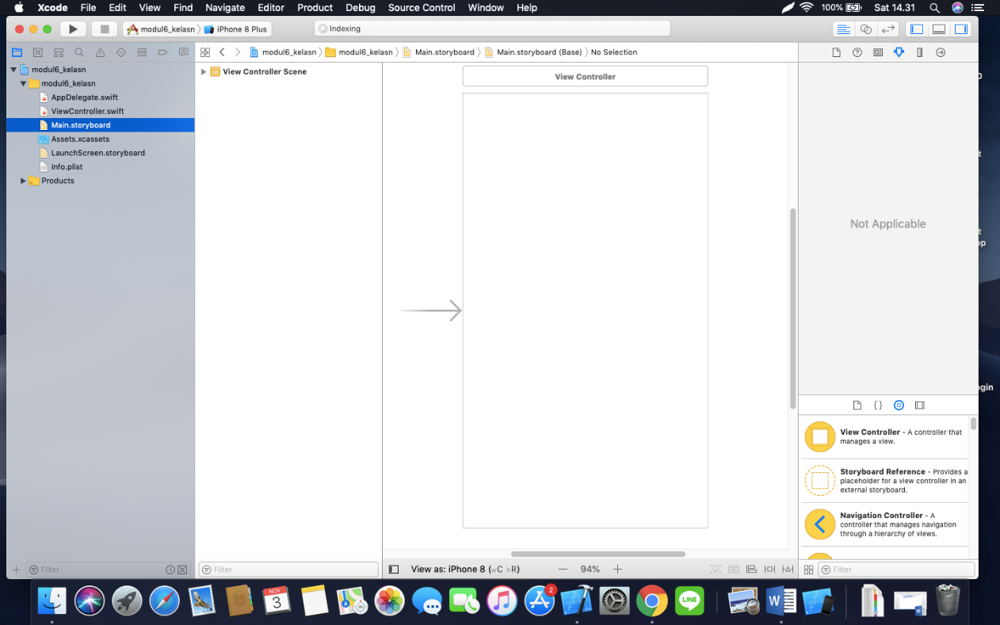 Xcode File Edit View Find Navigate Editor Product Debug Source Control Window Help 100% Sat 14.31
modul6_kelasn iPhone 8 Plus Indexing
modul6_kelasn modul6_kelasn Main.storyboard Main.storyboard (Base) No Selection
modul6_kelasn
modul6_kelasn
AppDelegate.swift
ViewController.swift
Main.storyboard
Assets.xcassets
LaunchScreen.storyboard
Info.plist
Products
View Controller Scene
View Controller
Not Applicable
{ }
View Controller - A controller that
manages a view.
Storyboard Reference - Provides a
placeholder for a view controller in an
external storyboard.
Navigation Controller - A
controller that manages navigation
through a hierarchy of views.
Filter
Filter
View as: iPhone 8 (wC hR) 94%
Filter
NOV
3
2
LINE